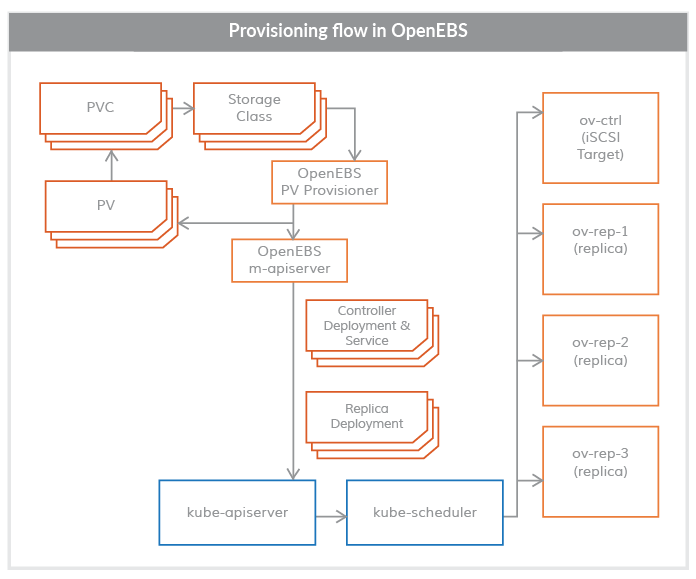 Provisioning flow in OpenEBS
PVC
Storage
Class
OpenEBS
PV Provisioner
PV
OpenEBS
m-apiserver
Controller
Deployment &
Service
Replica
Deployment
kube-apiserver
kube-scheduler
ov-ctrl
(iSCSI
Target)
ov-rep-1
(replica)
ov-rep-2
(replica)
ov-rep-3
(replica)